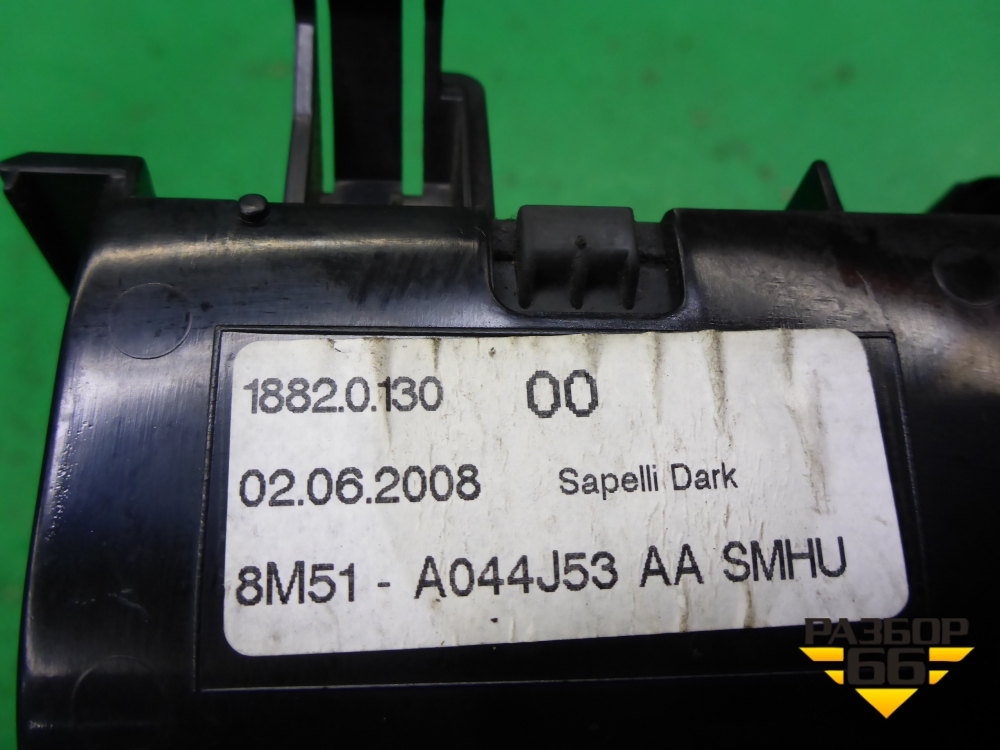 1882.0.130 00
02.06.2008 Sapelli Dark
8M51 - A044J53 AA SMHU
РАЗБОР
66